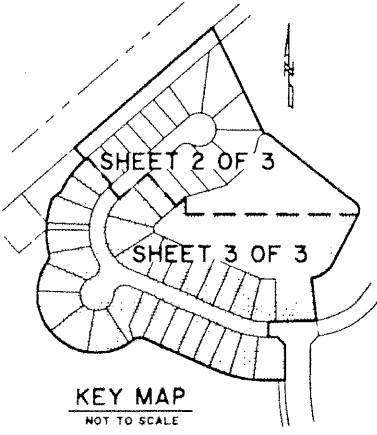 N
SHEET 2 OF 3
SHEET 3 OF 3
KEY MAP
NOT TO SCALE